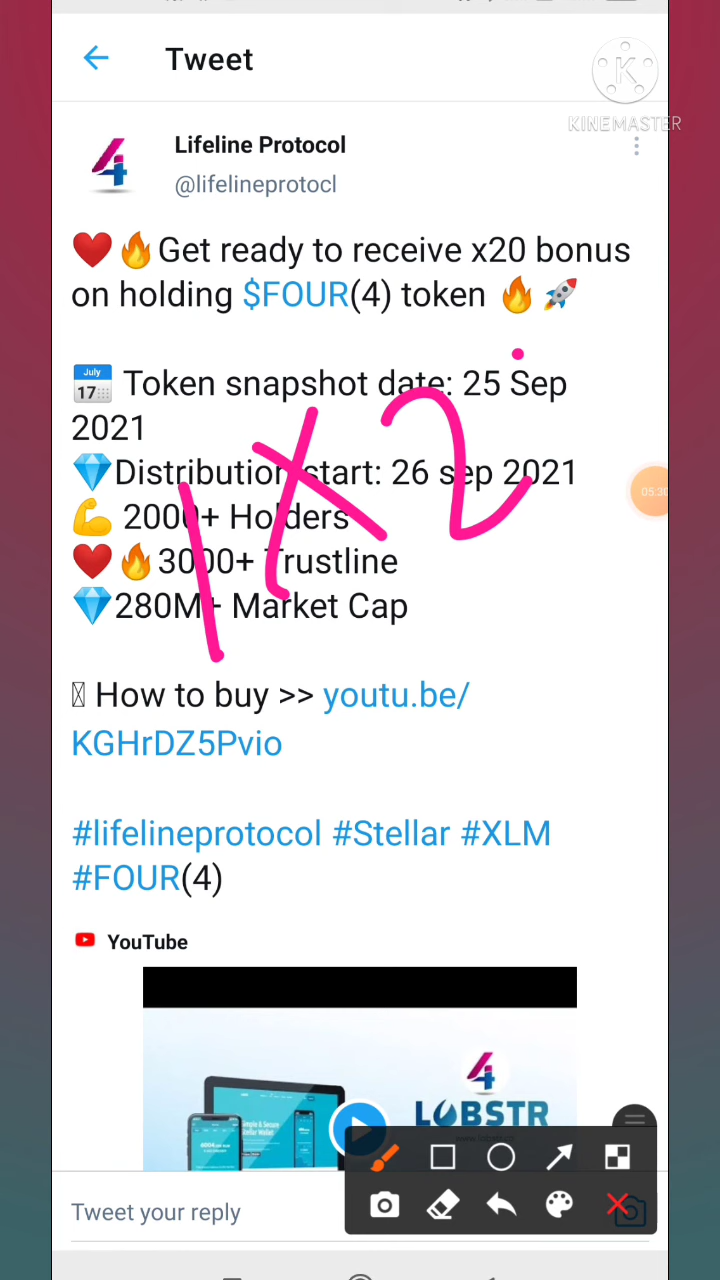 Tweet
KINEMASTER
Lifeline Protocol
@lifelineprotocl
❤️🔥Get ready to receive x20 bonus
on holding $FOUR(4) token 🔥🚀
📅 Token snapshot date: 25 Sep
2021
💎Distribution start: 26 sep 2021
💪 2000+ Holders
❤️🔥3000+ Trustline
💎280M+ Market Cap
1x2
How to buy >> youtu.be/
KGHrDZ5Pvio
#lifelineprotocol #Stellar #XLM
#FOUR(4)
YouTube
LOBSTR
Tweet your reply